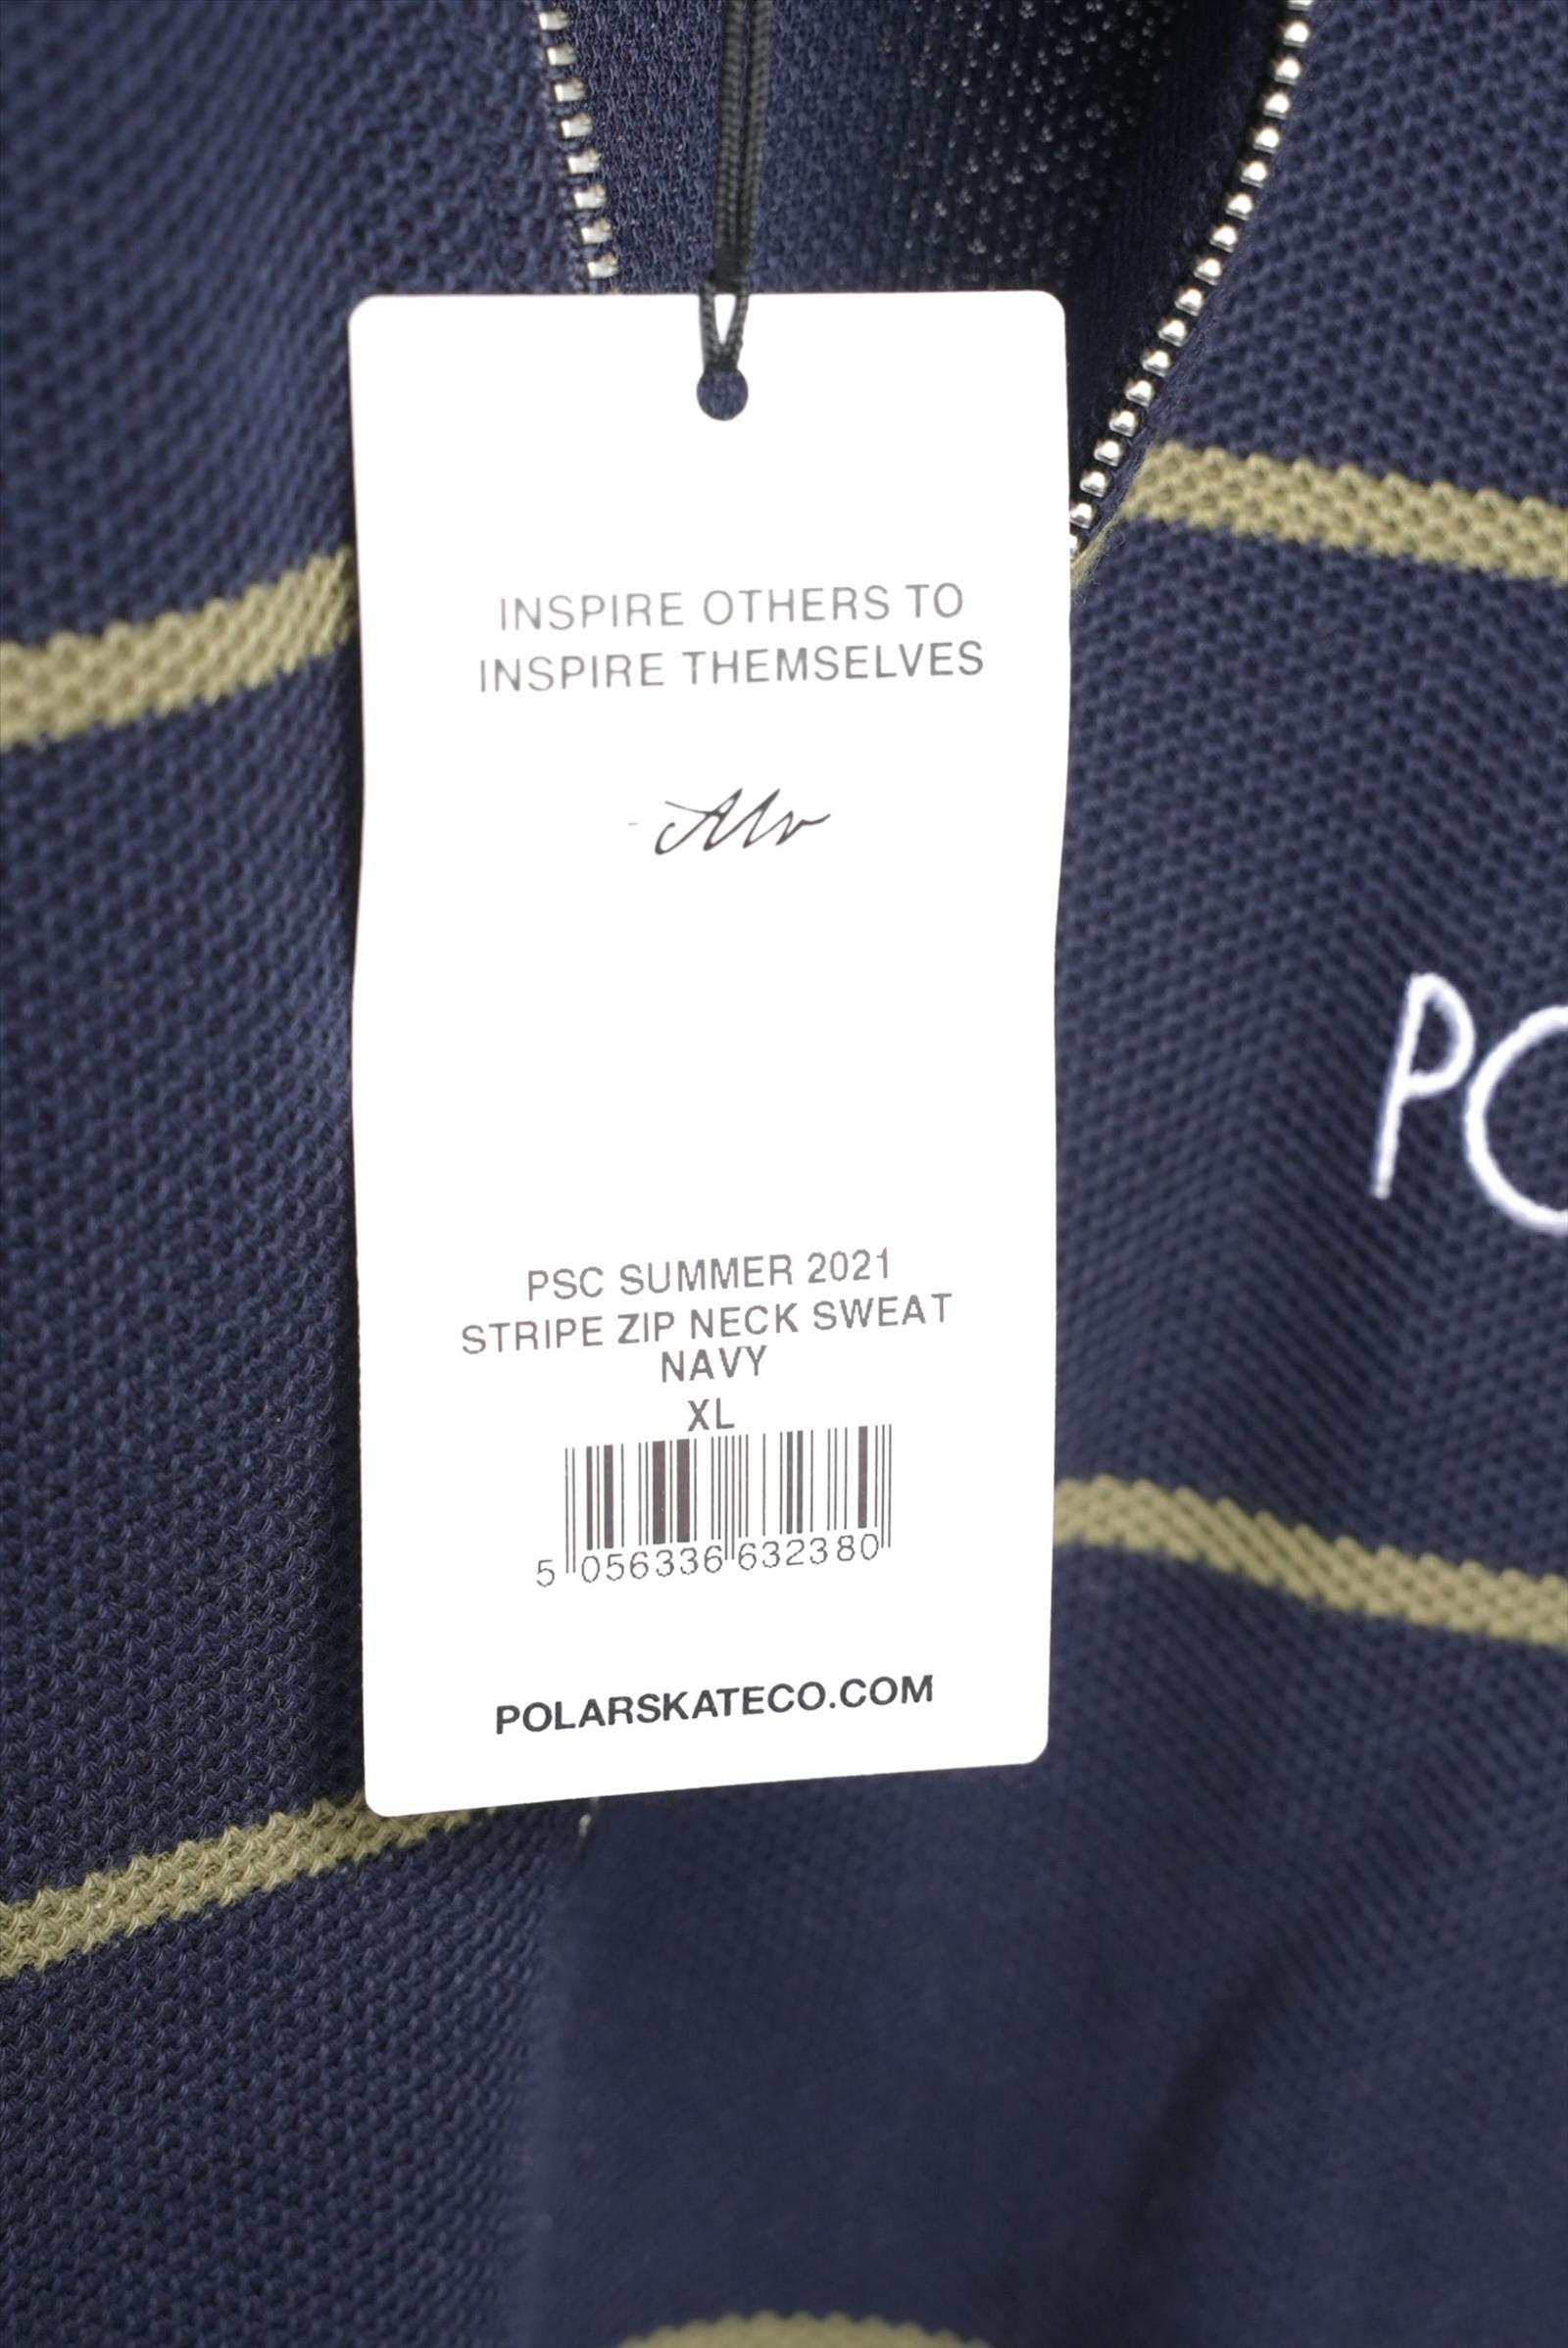 INSPIRE OTHERS TO
INSPIRE THEMSELVES
PO
PSC SUMMER 2021
STRIPE ZIP NECK SWEAT
NAVY
XL
5 056336 632380
POLARSKATECO.COM